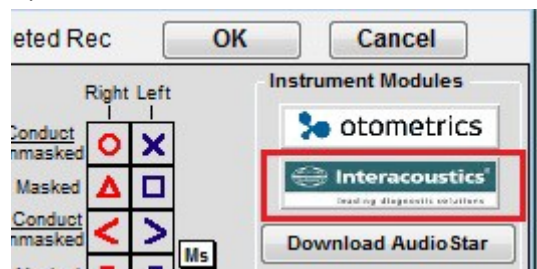 eted Rec
OK
Cancel
Right Left
Instrument Modules
otometrics
Conduct
nmasked
Interacoustics
leading diagnostic solutions
Masked
Conduct
nmasked
Ms
Download AudioStar